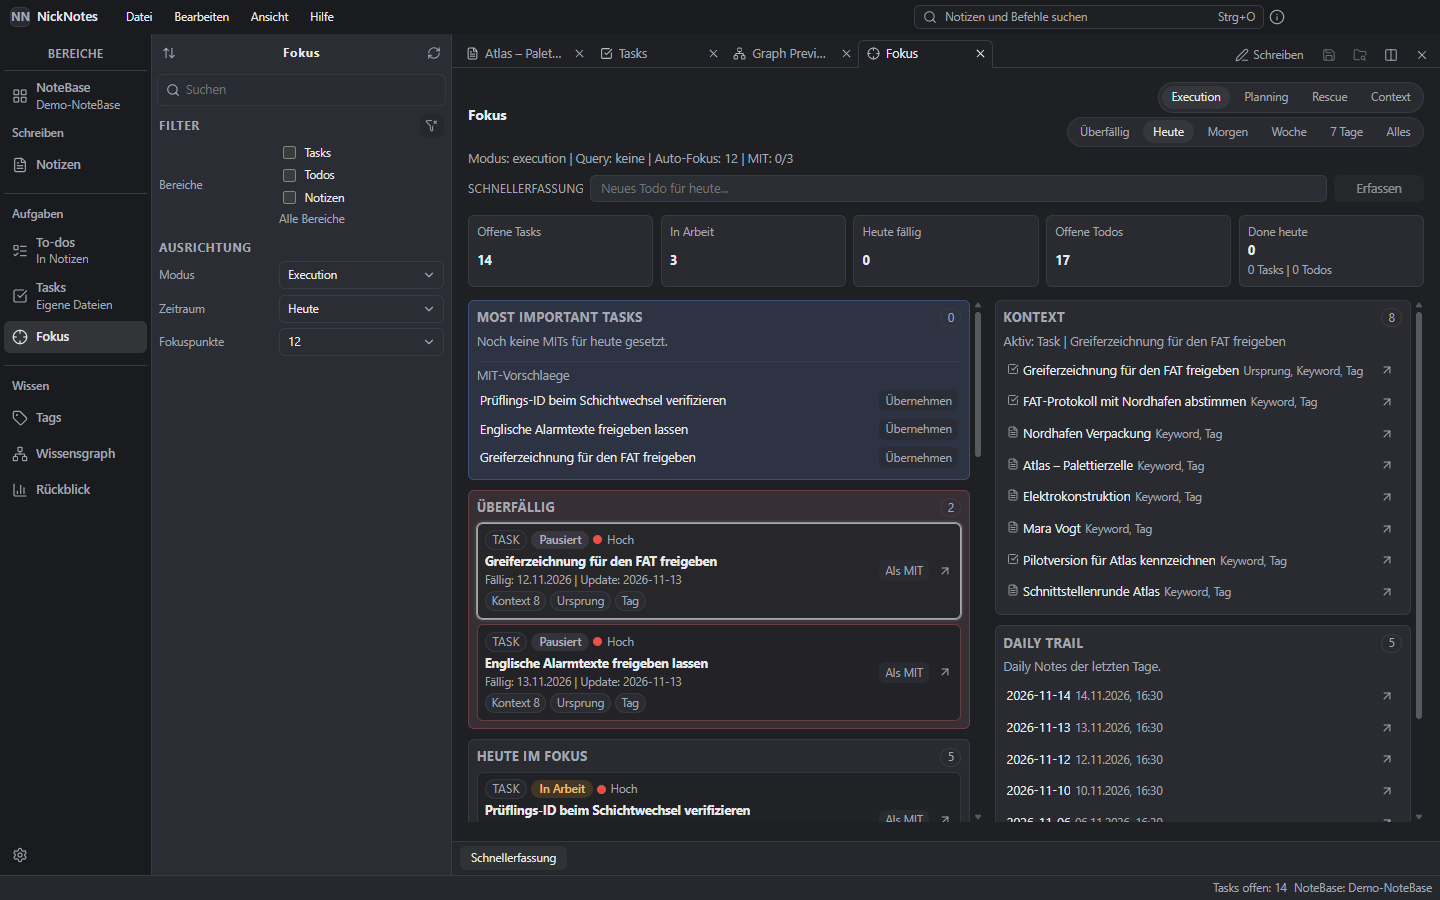 NN NickNotes Datei Bearbeiten Ansicht Hilfe
Notizen und Befehle suchen Strg+O
BEREICHE
NoteBase
Demo-NoteBase
Schreiben
Notizen
Aufgaben
To-dos
In Notizen
Tasks
Eigene Dateien
Fokus
Wissen
Tags
Wissensgraph
Rückblick
Fokus
Suchen
FILTER
Bereiche
Tasks
Todos
Notizen
Alle Bereiche
AUSRICHTUNG
Modus Execution
Zeitraum Heute
Fokuspunkte 12
Atlas – Palett... Tasks Graph Previ... Fokus
Schreiben
Fokus
Execution Planning Rescue Context
Überfällig Heute Morgen Woche 7 Tage Alles
Modus: execution | Query: keine | Auto-Fokus: 12 | MIT: 0/3
SCHNELLERFASSUNG Neues Todo für heute... Erfassen
Offene Tasks
14
In Arbeit
3
Heute fällig
0
Offene Todos
17
Done heute
0
0 Tasks | 0 Todos
MOST IMPORTANT TASKS 0
Noch keine MITs für heute gesetzt.
MIT-Vorschlaege
Prüflings-ID beim Schichtwechsel verifizieren Übernehmen
Englische Alarmtexte freigeben lassen Übernehmen
Greiferzeichnung für den FAT freigeben Übernehmen
ÜBERFÄLLIG 2
TASK Pausiert Hoch
Greiferzeichnung für den FAT freigeben
Fällig: 12.11.2026 | Update: 2026-11-13
Kontext 8 Ursprung Tag
Als MIT
TASK Pausiert Hoch
Englische Alarmtexte freigeben lassen
Fällig: 13.11.2026 | Update: 2026-11-13
Kontext 8 Ursprung Tag
Als MIT
HEUTE IM FOKUS 5
TASK In Arbeit Hoch
Prüflings-ID beim Schichtwechsel verifizieren
Als MIT
KONTEXT 8
Aktiv: Task | Greiferzeichnung für den FAT freigeben
Greiferzeichnung für den FAT freigeben Ursprung, Keyword, Tag
FAT-Protokoll mit Nordhafen abstimmen Keyword, Tag
Nordhafen Verpackung Keyword, Tag
Atlas – Palettierzelle Keyword, Tag
Elektrokonstruktion Keyword, Tag
Mara Vogt Keyword, Tag
Pilotversion für Atlas kennzeichnen Keyword, Tag
Schnittstellenrunde Atlas Keyword, Tag
DAILY TRAIL 5
Daily Notes der letzten Tage.
2026-11-14 14.11.2026, 16:30
2026-11-13 13.11.2026, 16:30
2026-11-12 12.11.2026, 16:30
2026-11-10 10.11.2026, 16:30
2026-11-06 06.11.2026, 16:30
Schnellerfassung
Tasks offen: 14 NoteBase: Demo-NoteBase